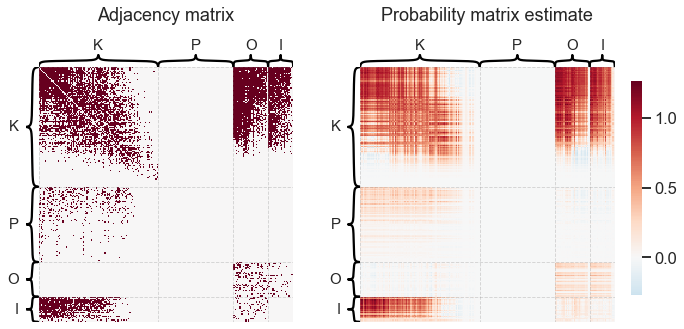 Adjacency matrix
K P O I
K
P
O
I
Probability matrix estimate
K P O I
K
P
O
I
1.0
0.5
0.0